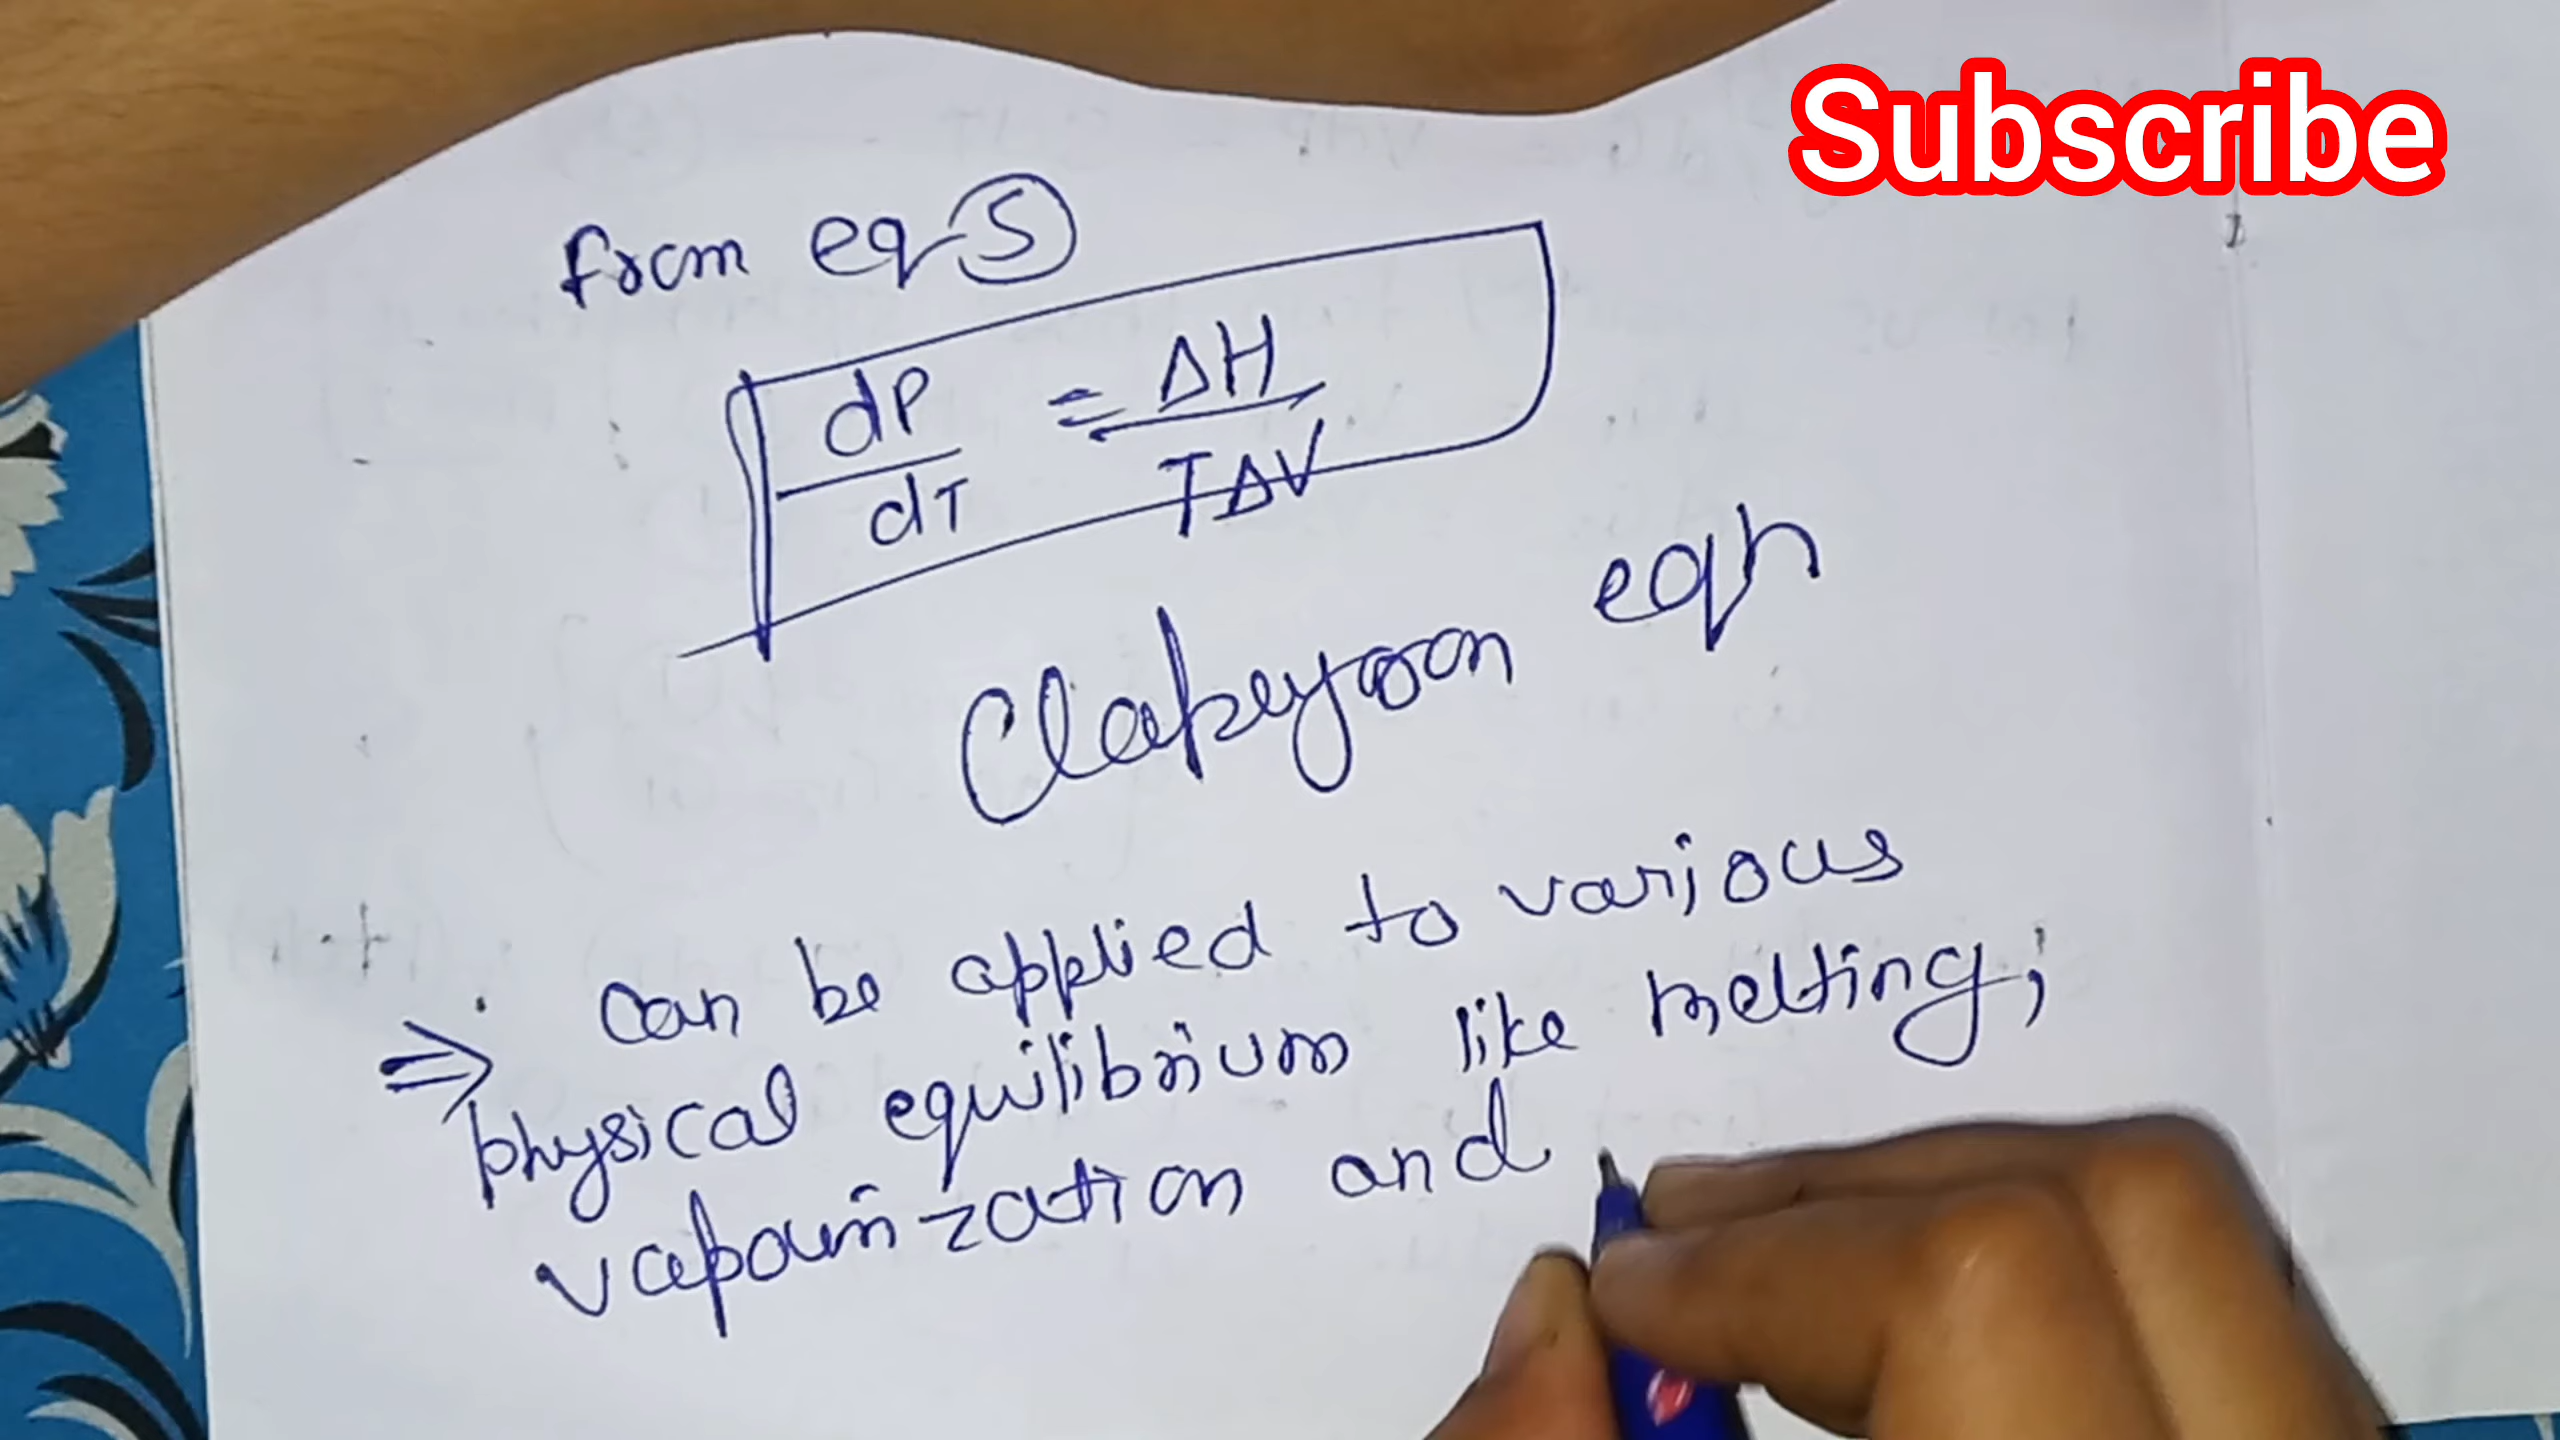 Subscribe
from eq 5
dP/dT = ΔH/TΔV
Clapeyron eqn
⇒ can be applied to various
physical equilibrium like melting,
vapourization and